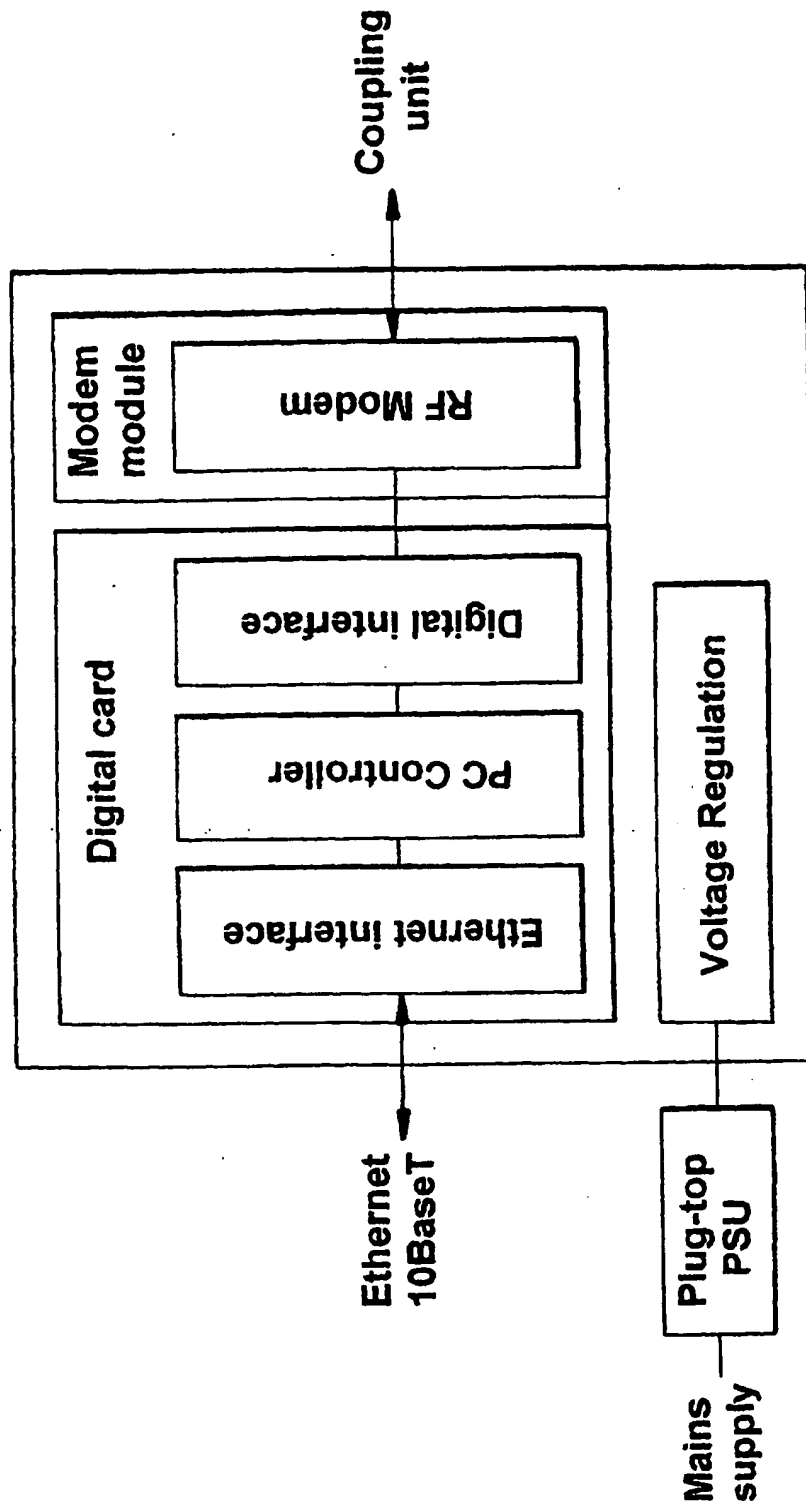 Digital card
Modem
module
Ethernet interface
PC Controller
Digital interface
RF Modem
Ethernet
10BaseT
Coupling
unit
Voltage Regulation
Plug-top
PSU
Mains
supply